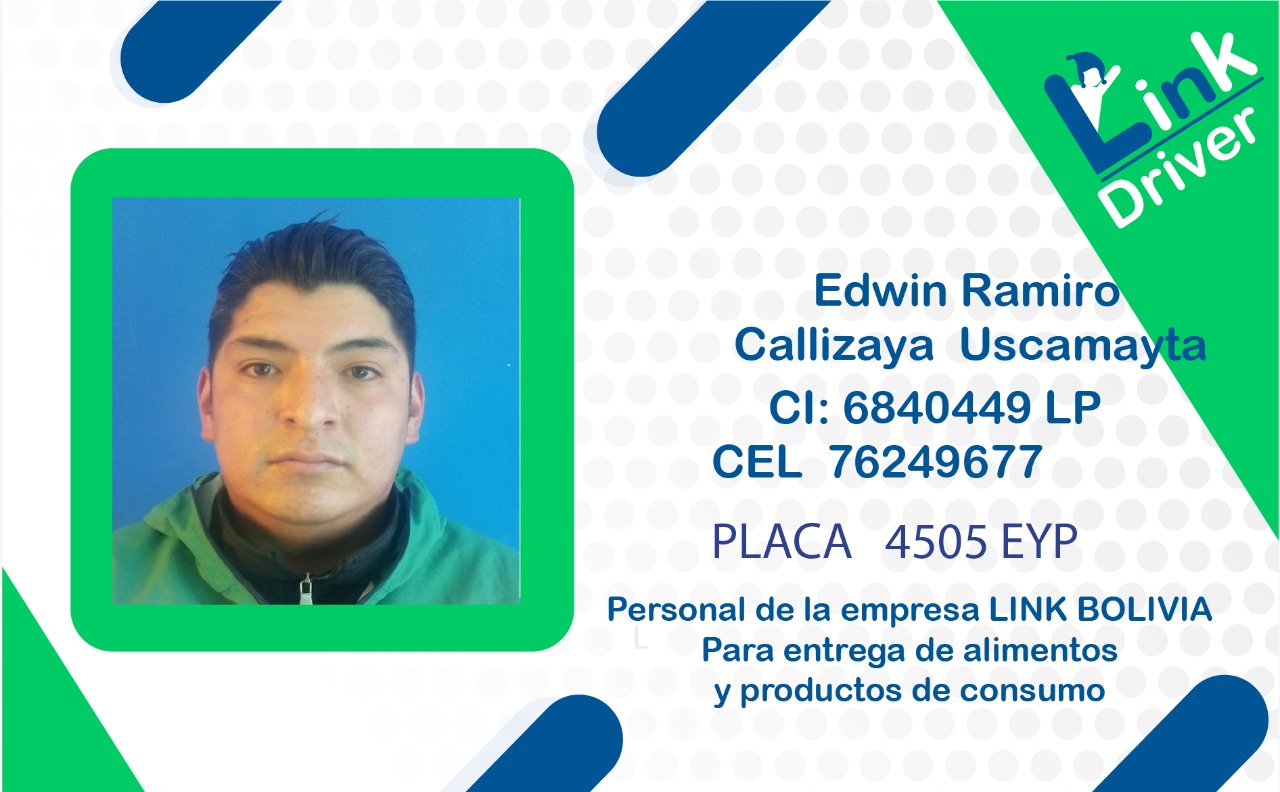 Link
Driver
Edwin Ramiro
Callizaya Uscamayta
CI: 6840449 LP
CEL 76249677
PLACA 4505 EYP
Personal de la empresa LINK BOLIVIA
L
Para entrega de alimentos
y productos de consumo